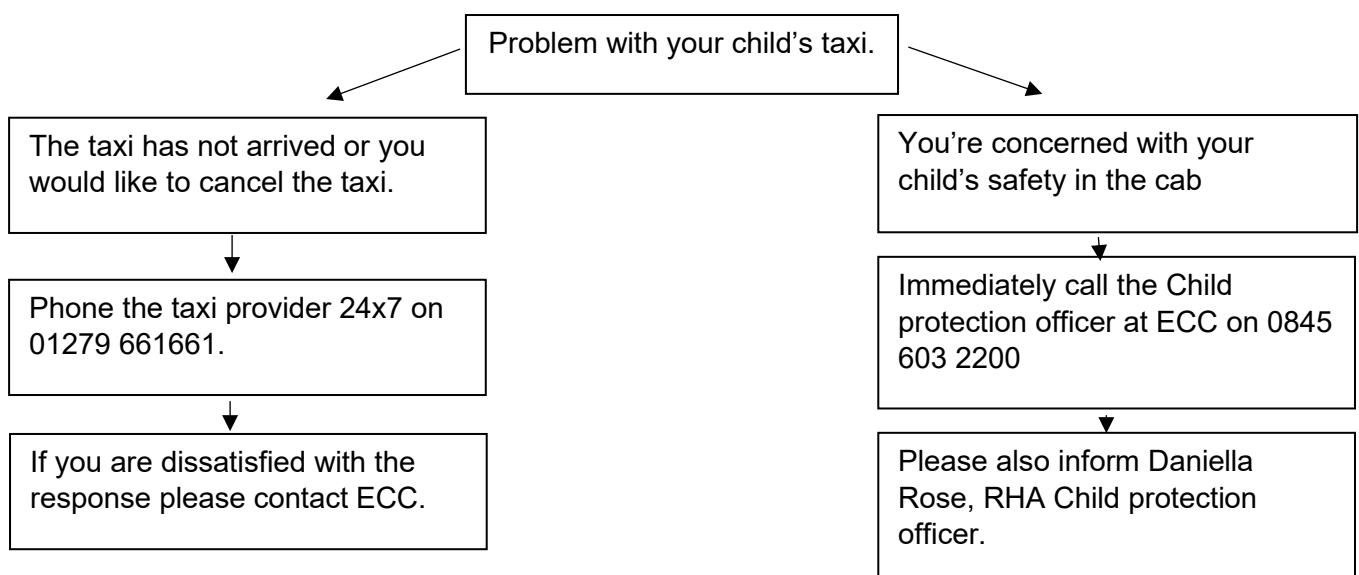 Problem with your child’s taxi.
The taxi has not arrived or you
would like to cancel the taxi.
Phone the taxi provider 24x7 on
01279 661661.
If you are dissatisfied with the
response please contact ECC.
You’re concerned with your
child’s safety in the cab
Immediately call the Child
protection officer at ECC on 0845
603 2200
Please also inform Daniella
Rose, RHA Child protection
officer.